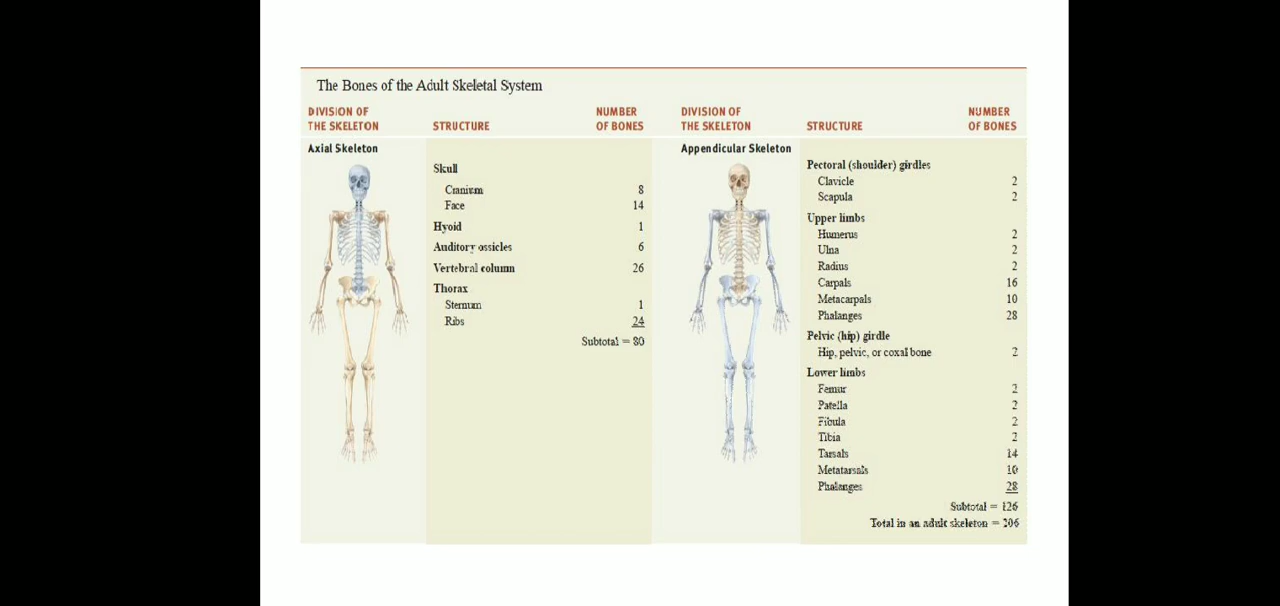 The Bones of the Adult Skeletal System
DIVISION OF THE SKELETON STRUCTURE NUMBER OF BONES
Axial Skeleton
Skull
Cranium 8
Face 14
Hyoid 1
Auditory ossicles 6
Vertebral column 26
Thorax
Sternum 1
Ribs 24
Subtotal = 80
DIVISION OF THE SKELETON STRUCTURE NUMBER OF BONES
Appendicular Skeleton
Pectoral (shoulder) girdles
Clavicle 2
Scapula 2
Upper limbs
Humerus 2
Ulna 2
Radius 2
Carpals 16
Metacarpals 10
Phalanges 28
Pelvic (hip) girdle
Hip, pelvic, or coxal bone 2
Lower limbs
Femur 2
Patella 2
Fibula 2
Tibia 2
Tarsals 14
Metatarsals 10
Phalanges 28
Subtotal = 126
Total in an adult skeleton = 206